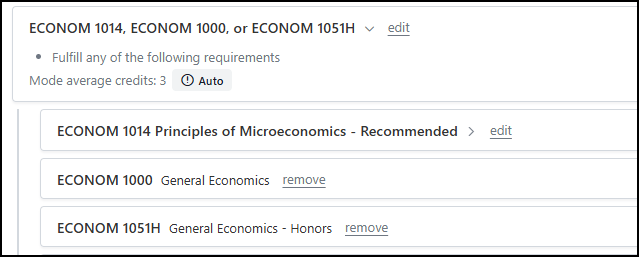 ECONOM 1014, ECONOM 1000, or ECONOM 1051H edit
Fulfill any of the following requirements
Mode average credits: 3 Auto
ECONOM 1014 Principles of Microeconomics - Recommended edit
ECONOM 1000 General Economics remove
ECONOM 1051H General Economics - Honors remove